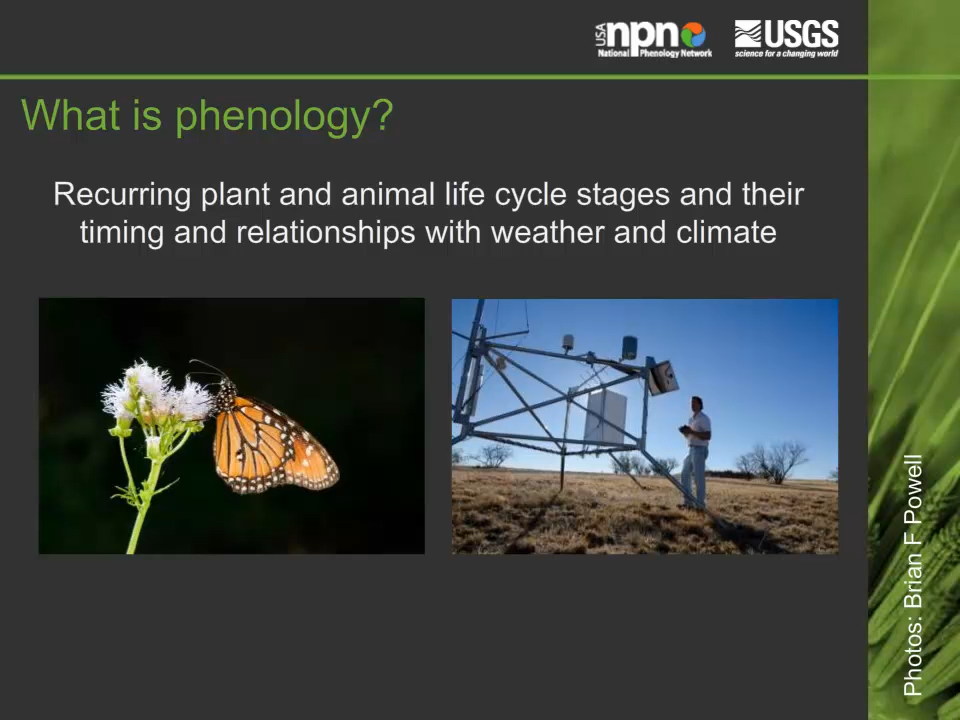 USA
npn
National Phenology Network
USGS
science for a changing world
What is phenology?
Recurring plant and animal life cycle stages and their
timing and relationships with weather and climate
Photos: Brian F Powell